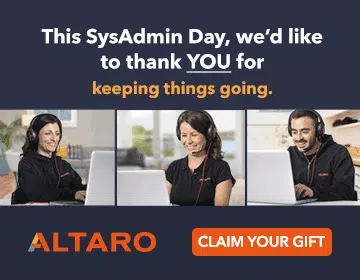 This SysAdmin Day, we'd like
to thank YOU for
keeping things going.
ALTARO
CLAIM YOUR GIFT